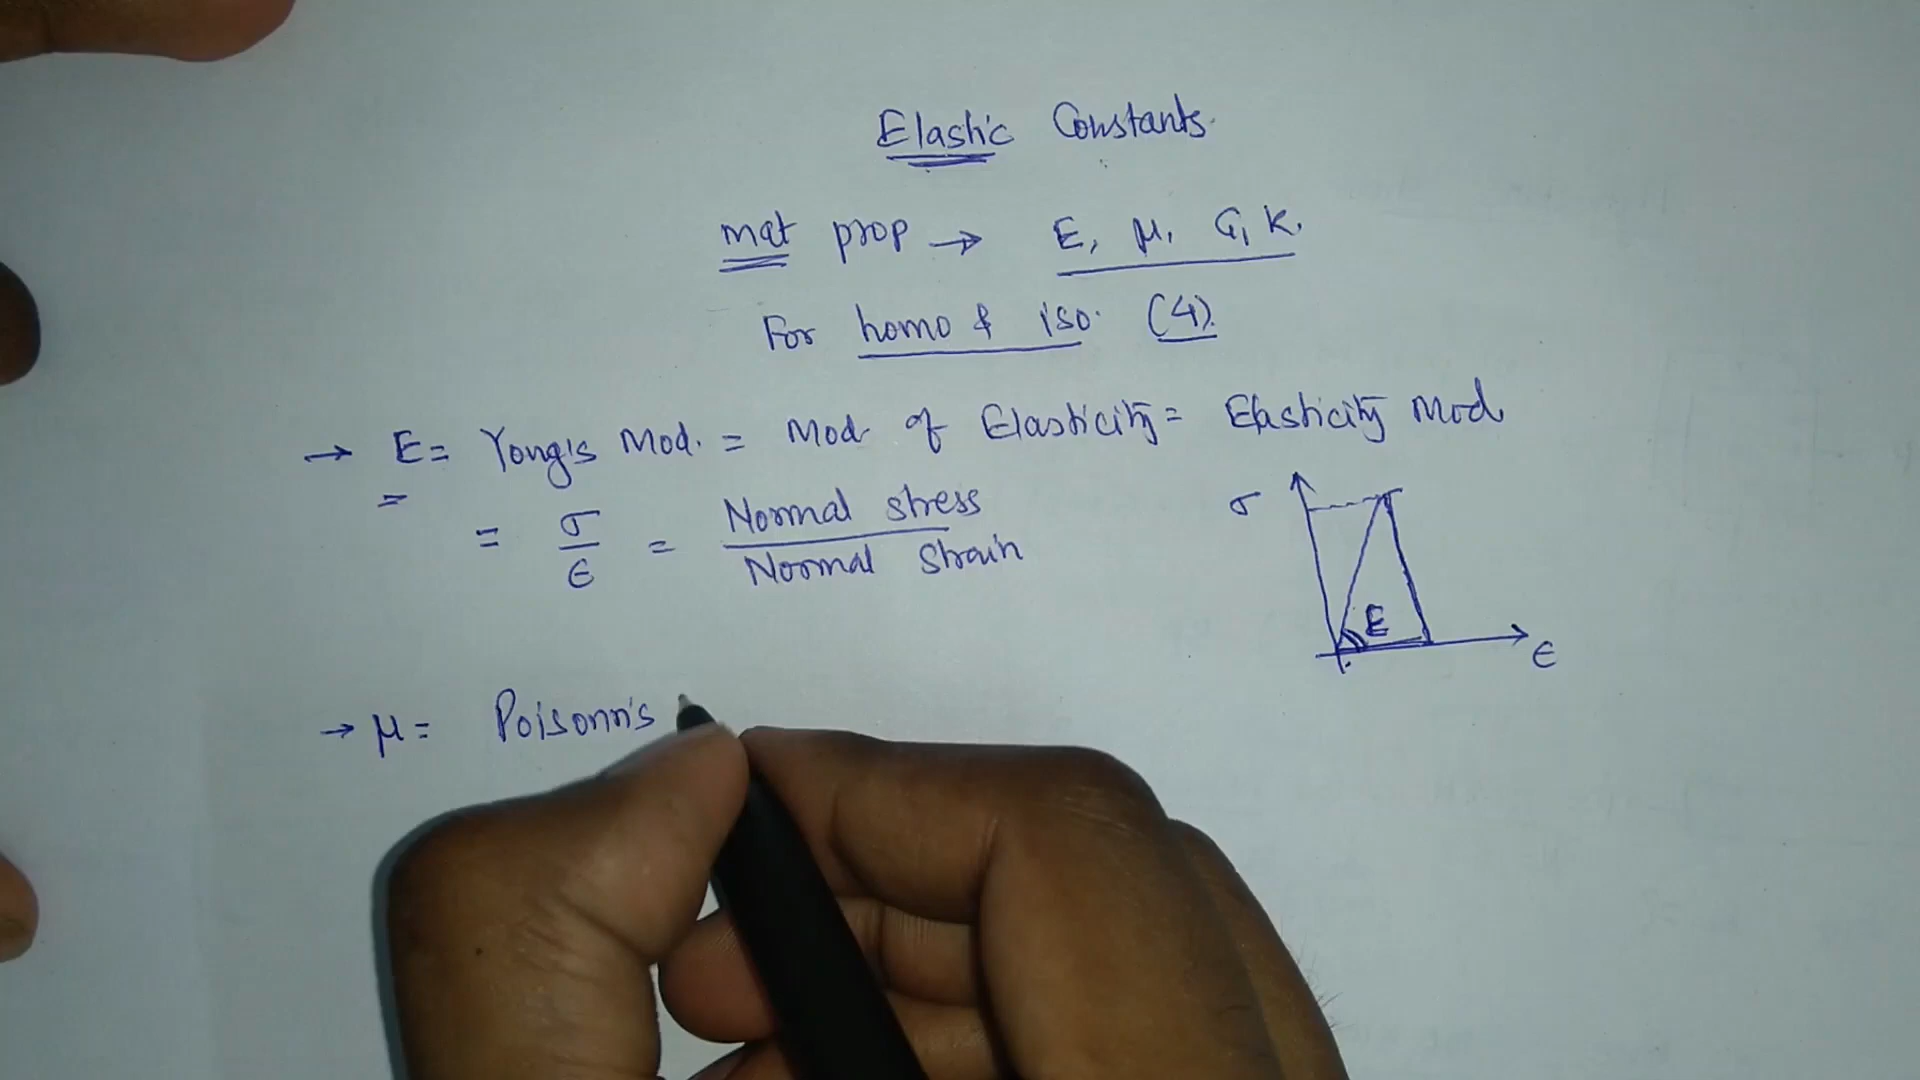 Elastic Constants.
mat prop → E, μ, G, K.
For homo & iso. (4).
→ E = Yong's Mod. = Mod. of Elasticity = Elasticity Mod
=
= σ/ϵ = Normal stress / Normal Strain
σ
E
ϵ
→ μ = Poisonn's